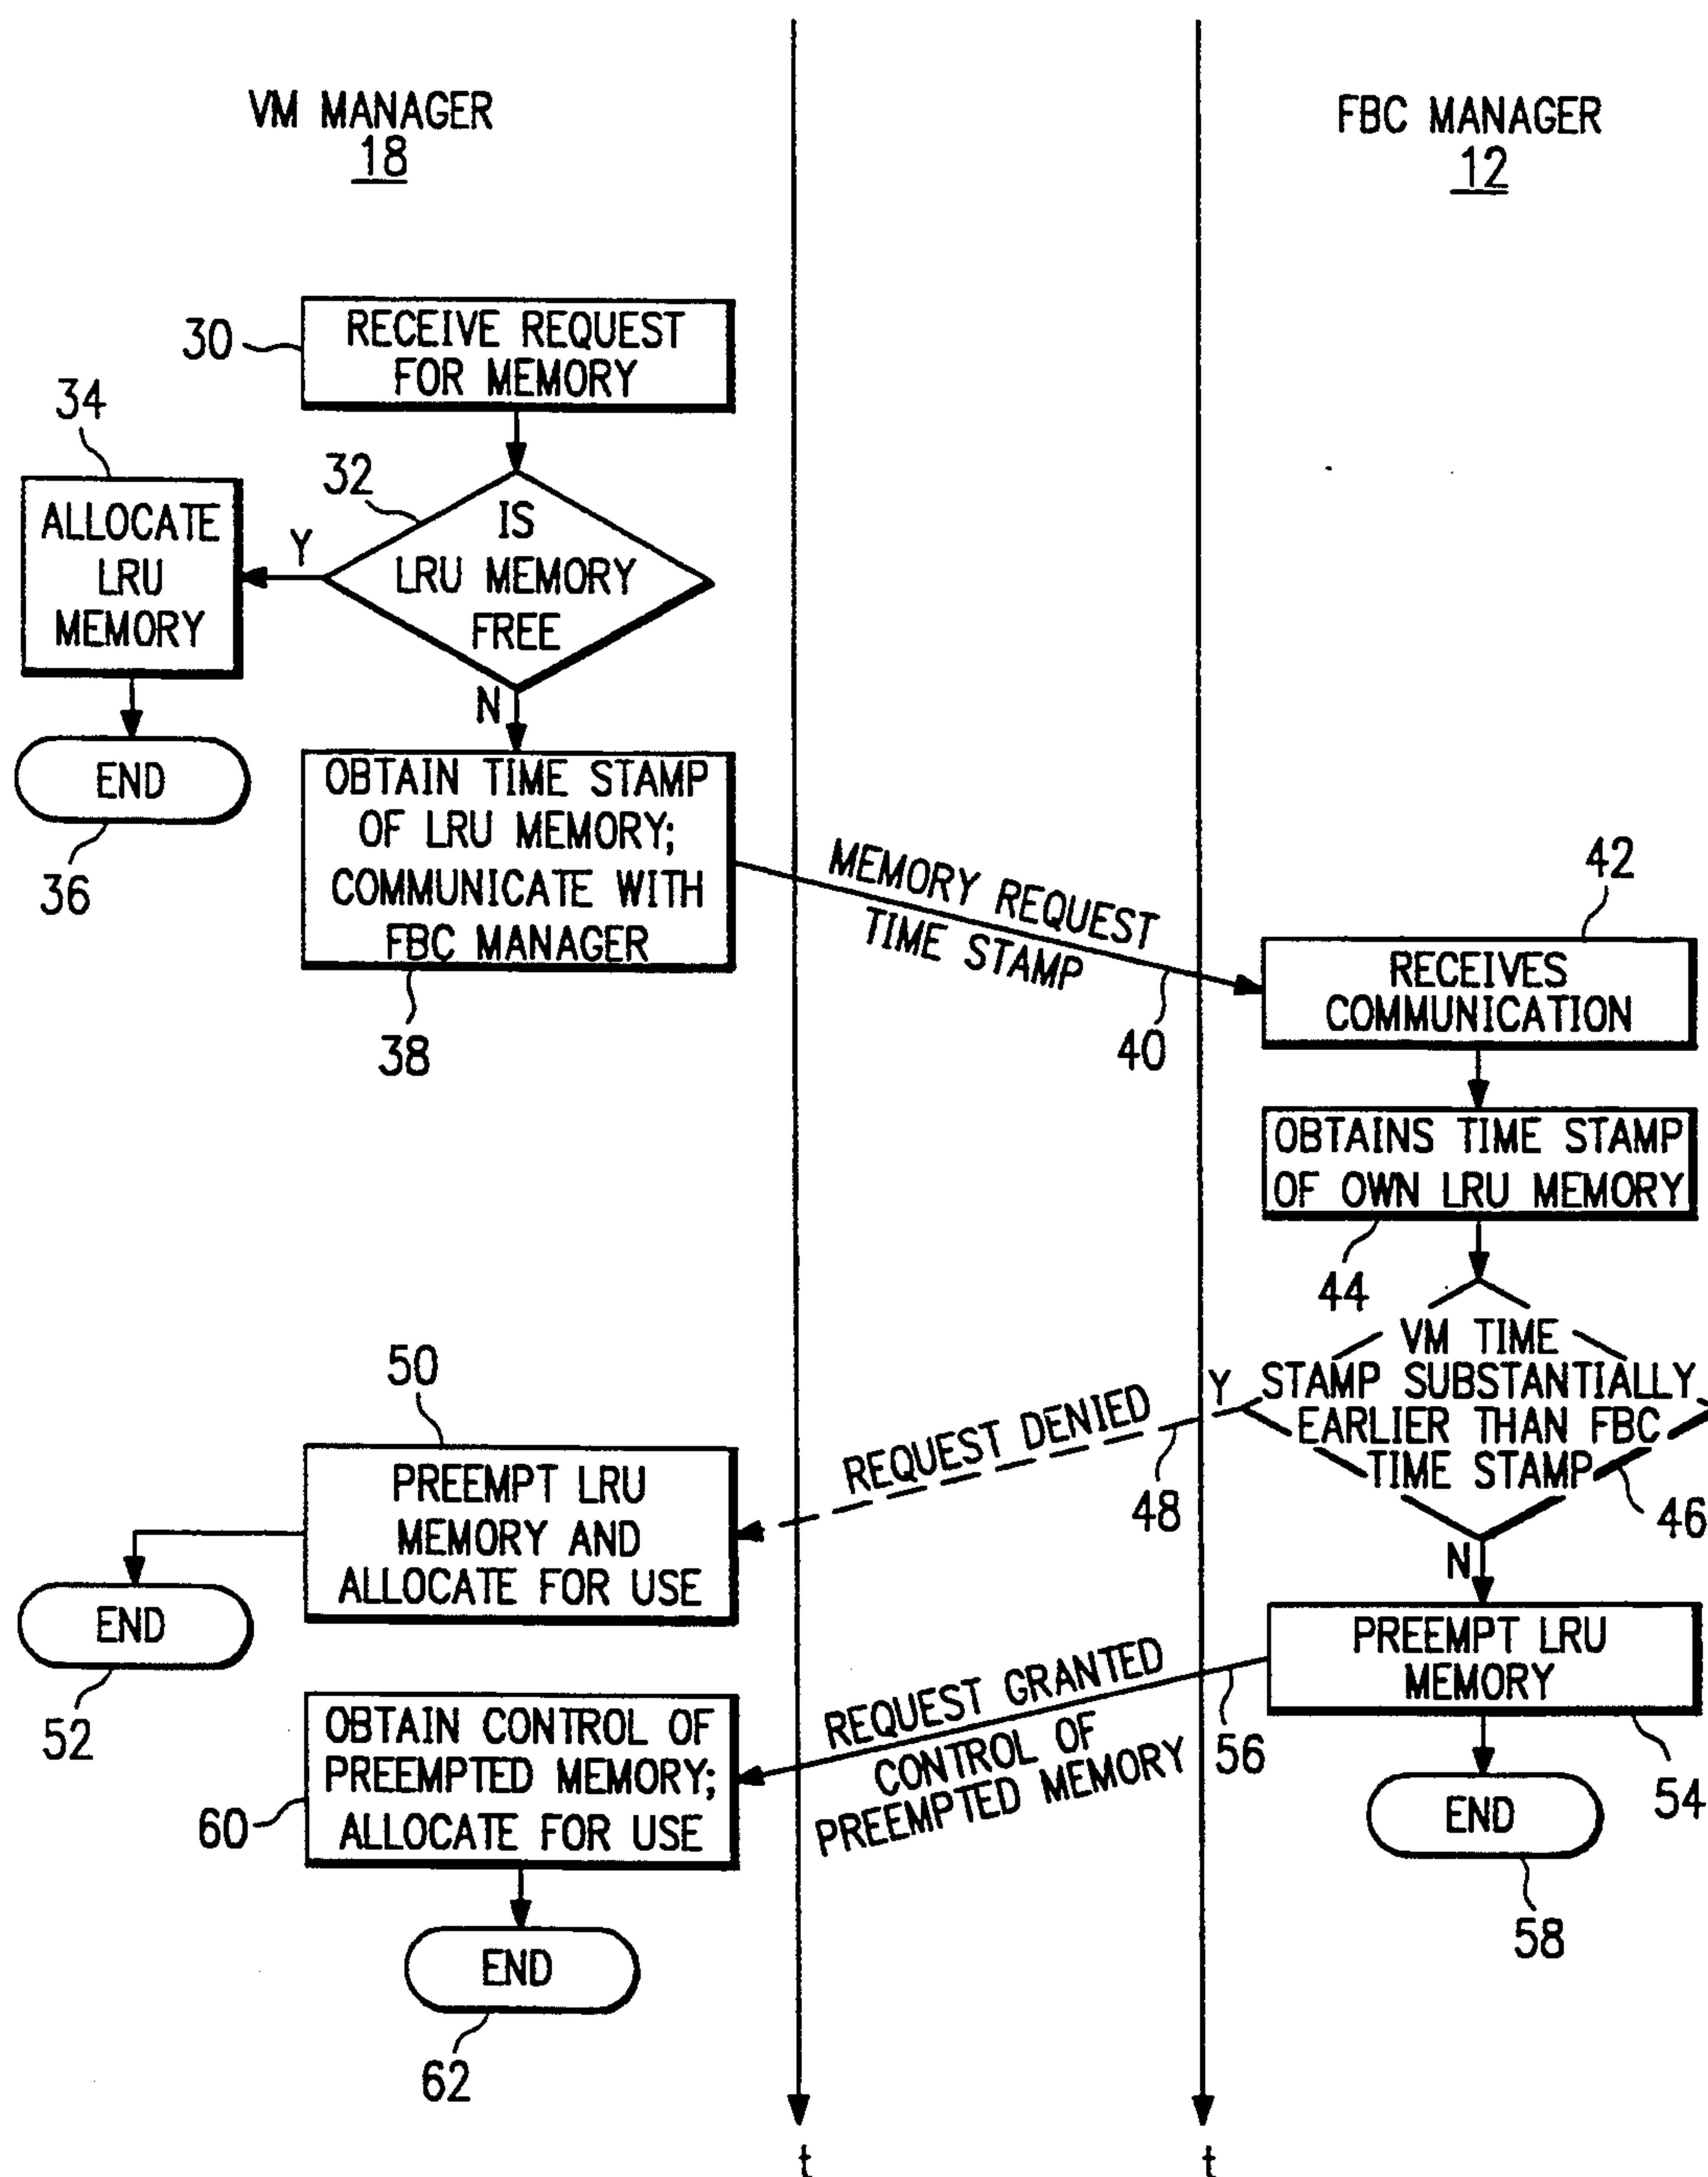 VM MANAGER
18
FBC MANAGER
12
30
RECEIVE REQUEST
FOR MEMORY
34
32
ALLOCATE
LRU
MEMORY
Y
IS
LRU MEMORY
FREE
N
END
36
OBTAIN TIME STAMP
OF LRU MEMORY;
COMMUNICATE WITH
FBC MANAGER
38
MEMORY REQUEST
TIME STAMP
40
42
RECEIVES
COMMUNICATION
OBTAINS TIME STAMP
OF OWN LRU MEMORY
44
VM TIME
STAMP SUBSTANTIALLY
EARLIER THAN FBC
TIME STAMP
46
Y
REQUEST DENIED
48
50
PREEMPT LRU
MEMORY AND
ALLOCATE FOR USE
END
52
N
PREEMPT LRU
MEMORY
54
REQUEST GRANTED
CONTROL OF
PREEMPTED MEMORY
56
END
58
OBTAIN CONTROL OF
PREEMPTED MEMORY;
ALLOCATE FOR USE
60
END
62
t
t